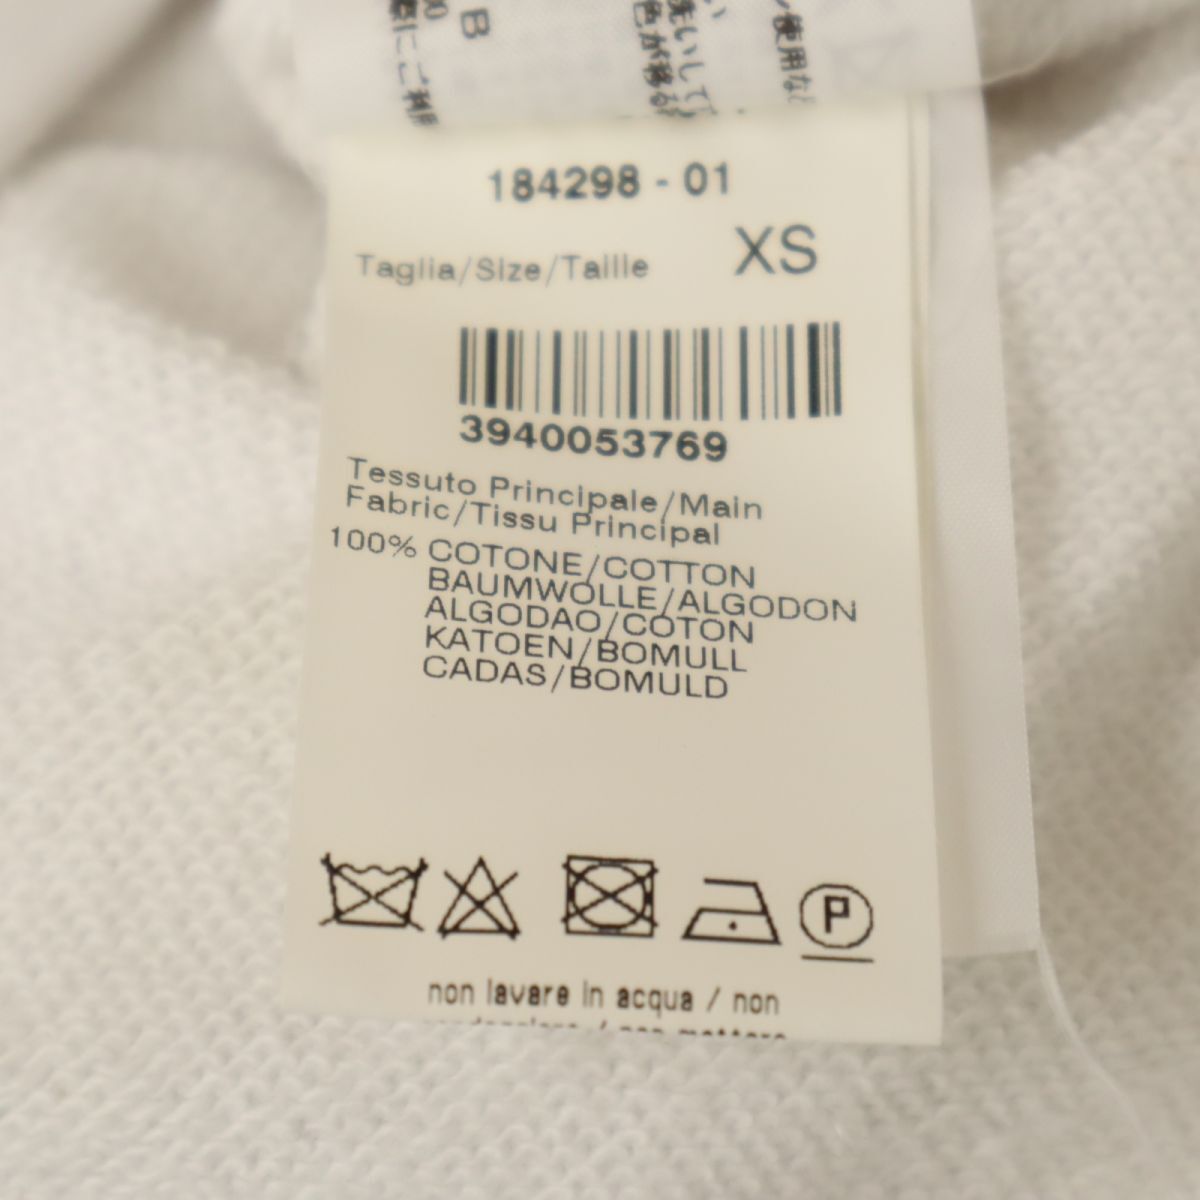 B
184298 - 01
Taglia/Size/Taille XS
3940053769
Tessuto Principale/Main
Fabric/Tissu Principal
100% COTONE/COTTON
BAUMWOLLE/ALGODON
ALGODAO/COTON
KATOEN/BOMULL
CADAS/BOMULD
P
non lavare in acqua / non